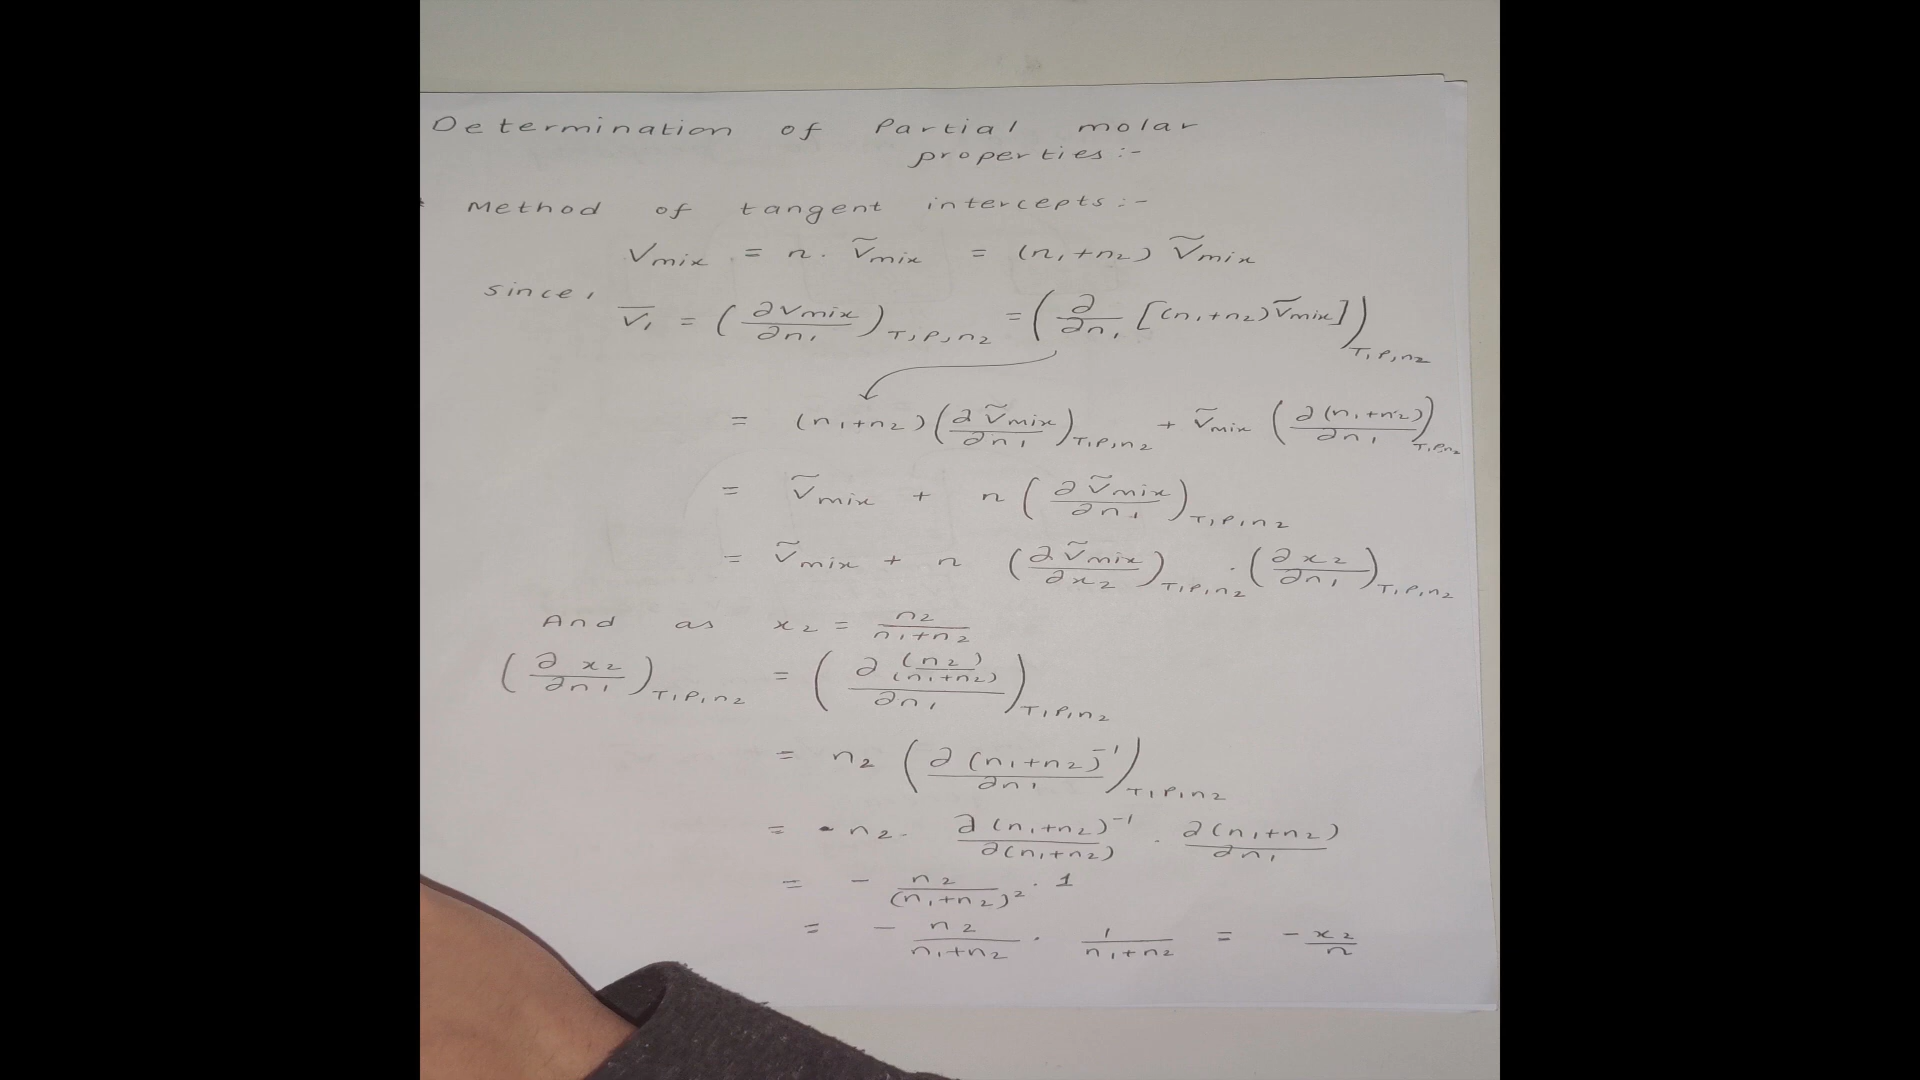 Determination of Partial molar
properties :-
* Method of tangent intercepts :-
Vmix = n. Ṽmix = (n₁+n₂) Ṽmix
since,
V̅₁ = (∂Vmix/∂n₁)T,P,n₂ = (∂/∂n₁ [(n₁+n₂)Ṽmix])T,P,n₂
= (n₁+n₂)(∂Ṽmix/∂n₁)T,P,n₂ + Ṽmix (∂(n₁+n₂)/∂n₁)T,P,n₂
= Ṽmix + n (∂Ṽmix/∂n₁)T,P,n₂
= Ṽmix + n (∂Ṽmix/∂x₂)T,P,n₂ . (∂x₂/∂n₁)T,P,n₂
And as x₂ = n₂/(n₁+n₂)
(∂x₂/∂n₁)T,P,n₂ = (∂((n₂)/(n₁+n₂))/∂n₁)T,P,n₂
= n₂ (∂(n₁+n₂)⁻¹/∂n₁)T,P,n₂
= n₂. ∂(n₁+n₂)⁻¹/∂(n₁+n₂) . ∂(n₁+n₂)/∂n₁
= - n₂/(n₁+n₂)² . 1
= - n₂/(n₁+n₂) . 1/(n₁+n₂) = - x₂/n